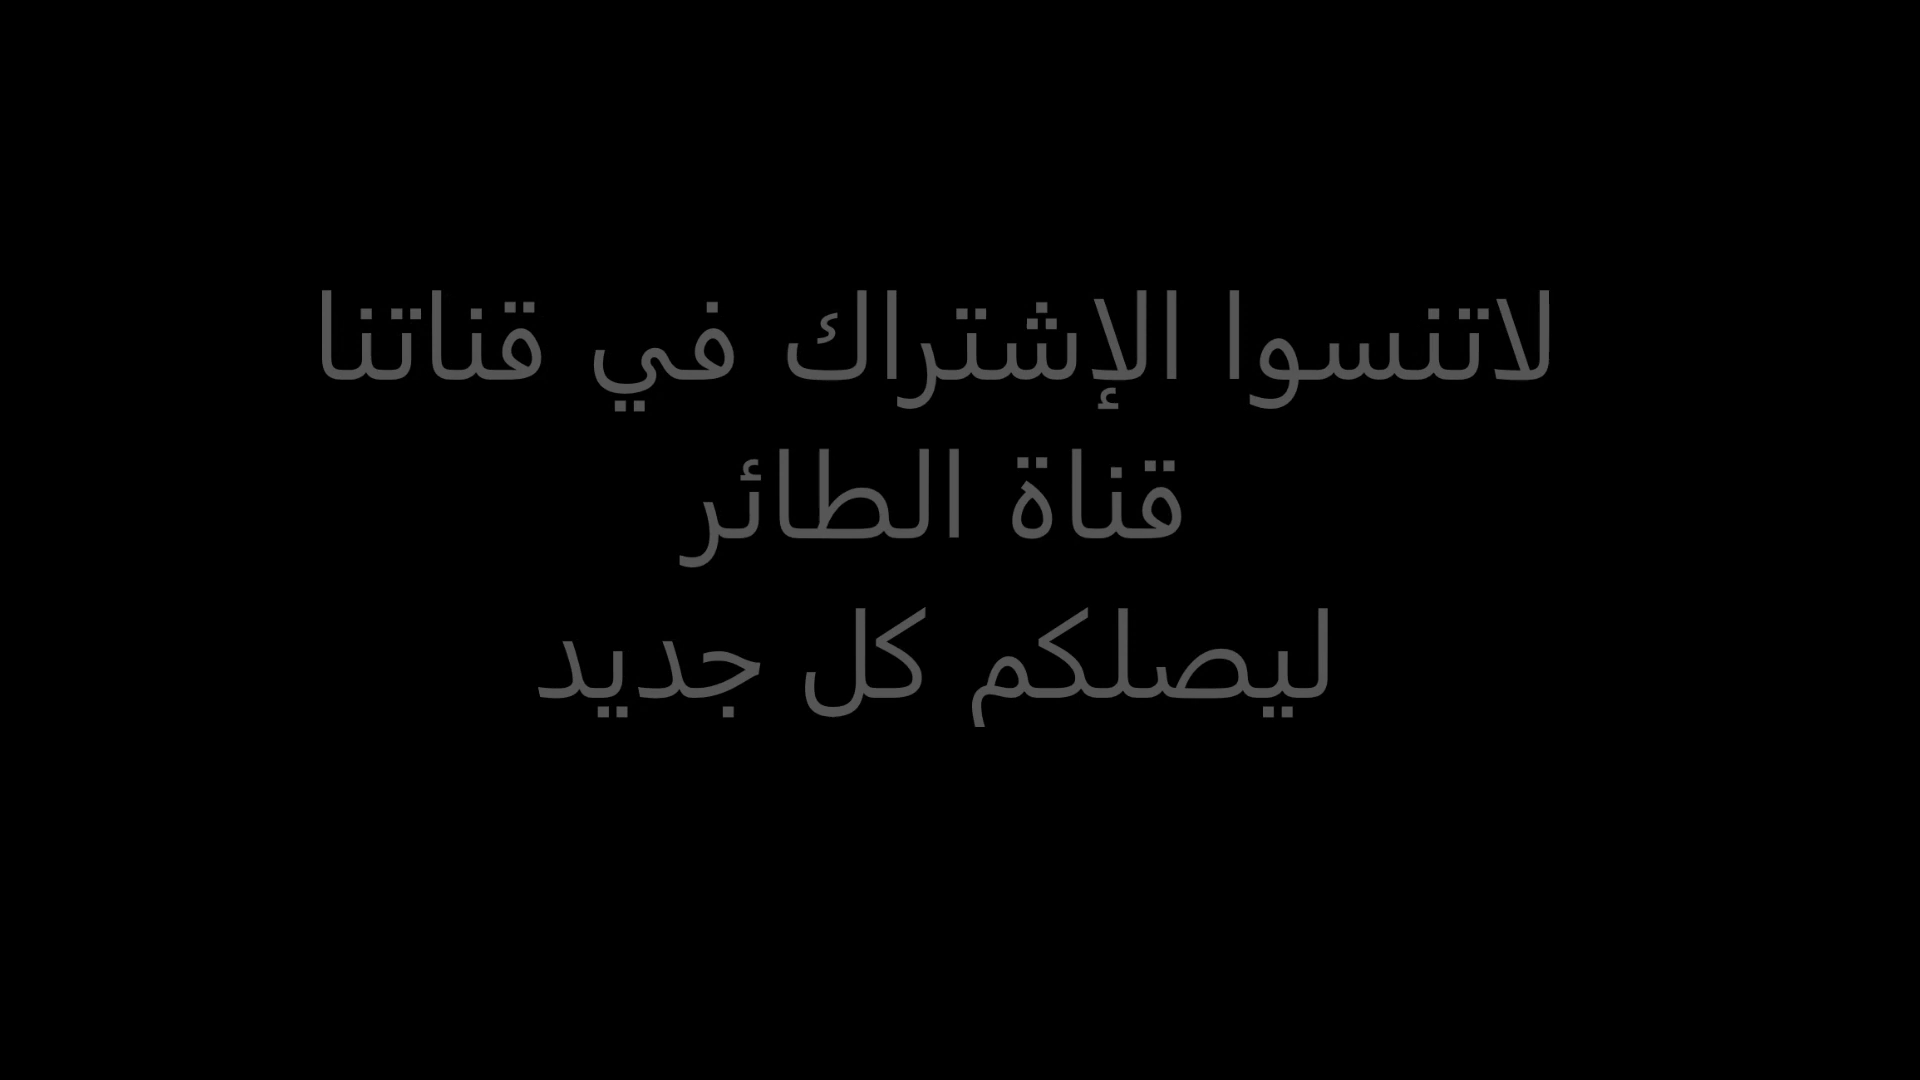 لاتنسوا الإشتراك في قناتنا
قناة الطائر
ليصلكم كل جديد